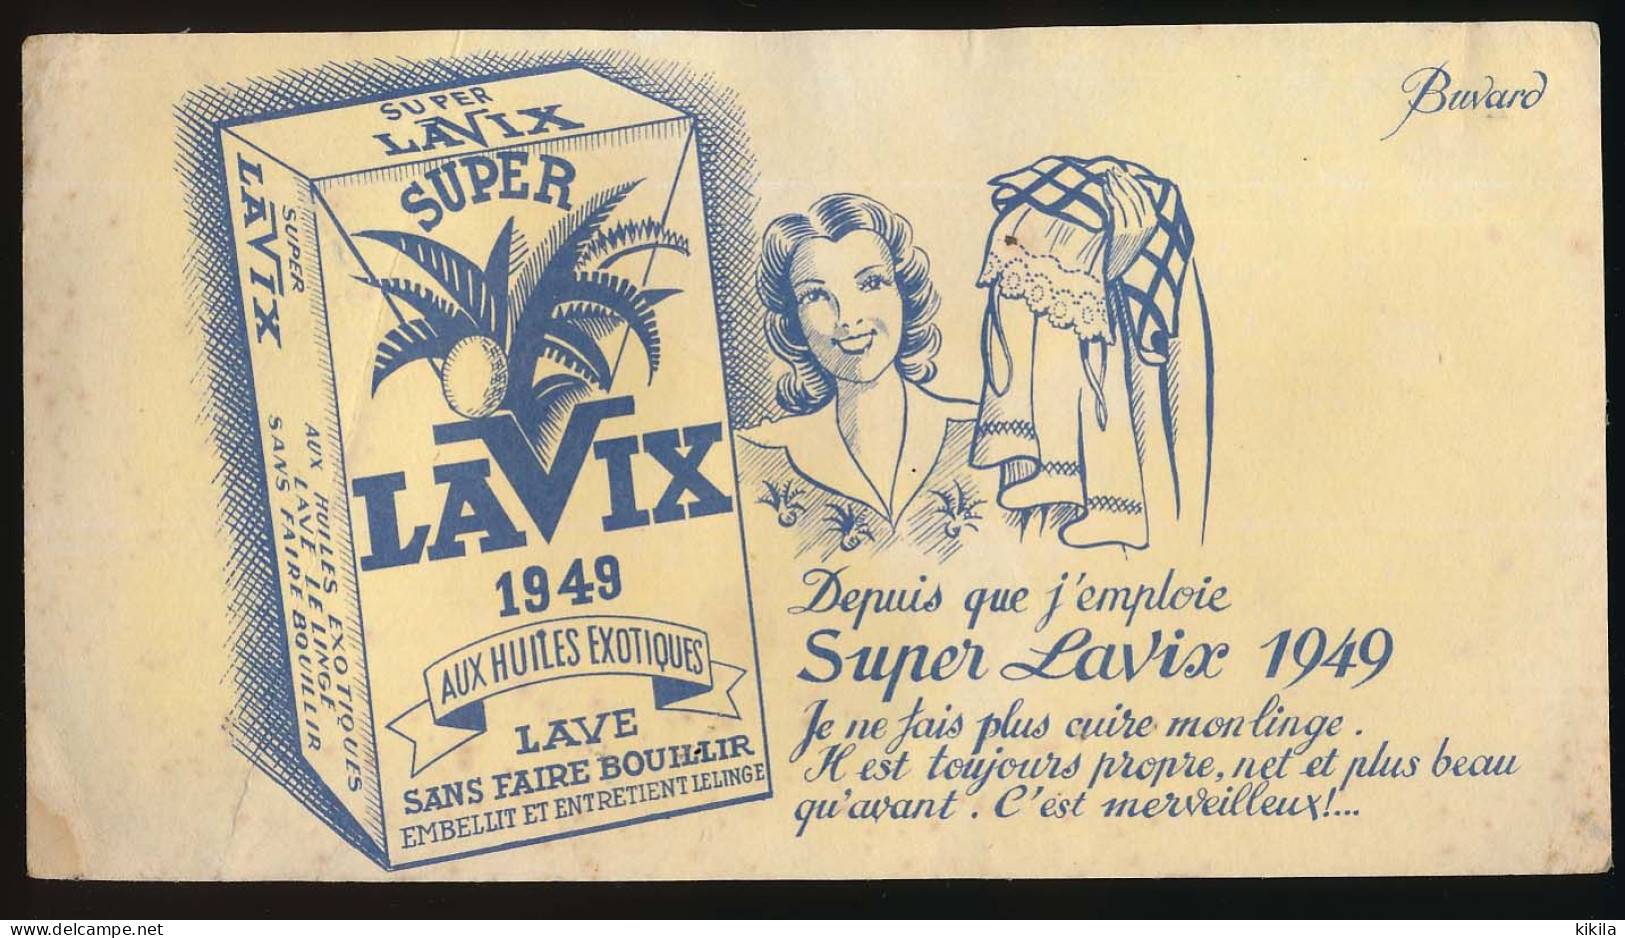 Buvard
SUPER
LAVIX
SUPER
LAVIX
1949
AUX HUILES EXOTIQUES
LAVE
SANS FAIRE BOUILLIR
EMBELLIT ET ENTRETIENT LE LINGE
SUPER
LAVIX
AUX HUILES EXOTIQUES
LAVE LE LINGE
SANS FAIRE BOUILLIR
Depuis que j'emploie
Super Lavix 1949
Je ne fais plus cuire mon linge.
Il est toujours propre, net et plus beau
qu'avant. C'est merveilleux!...
kikila